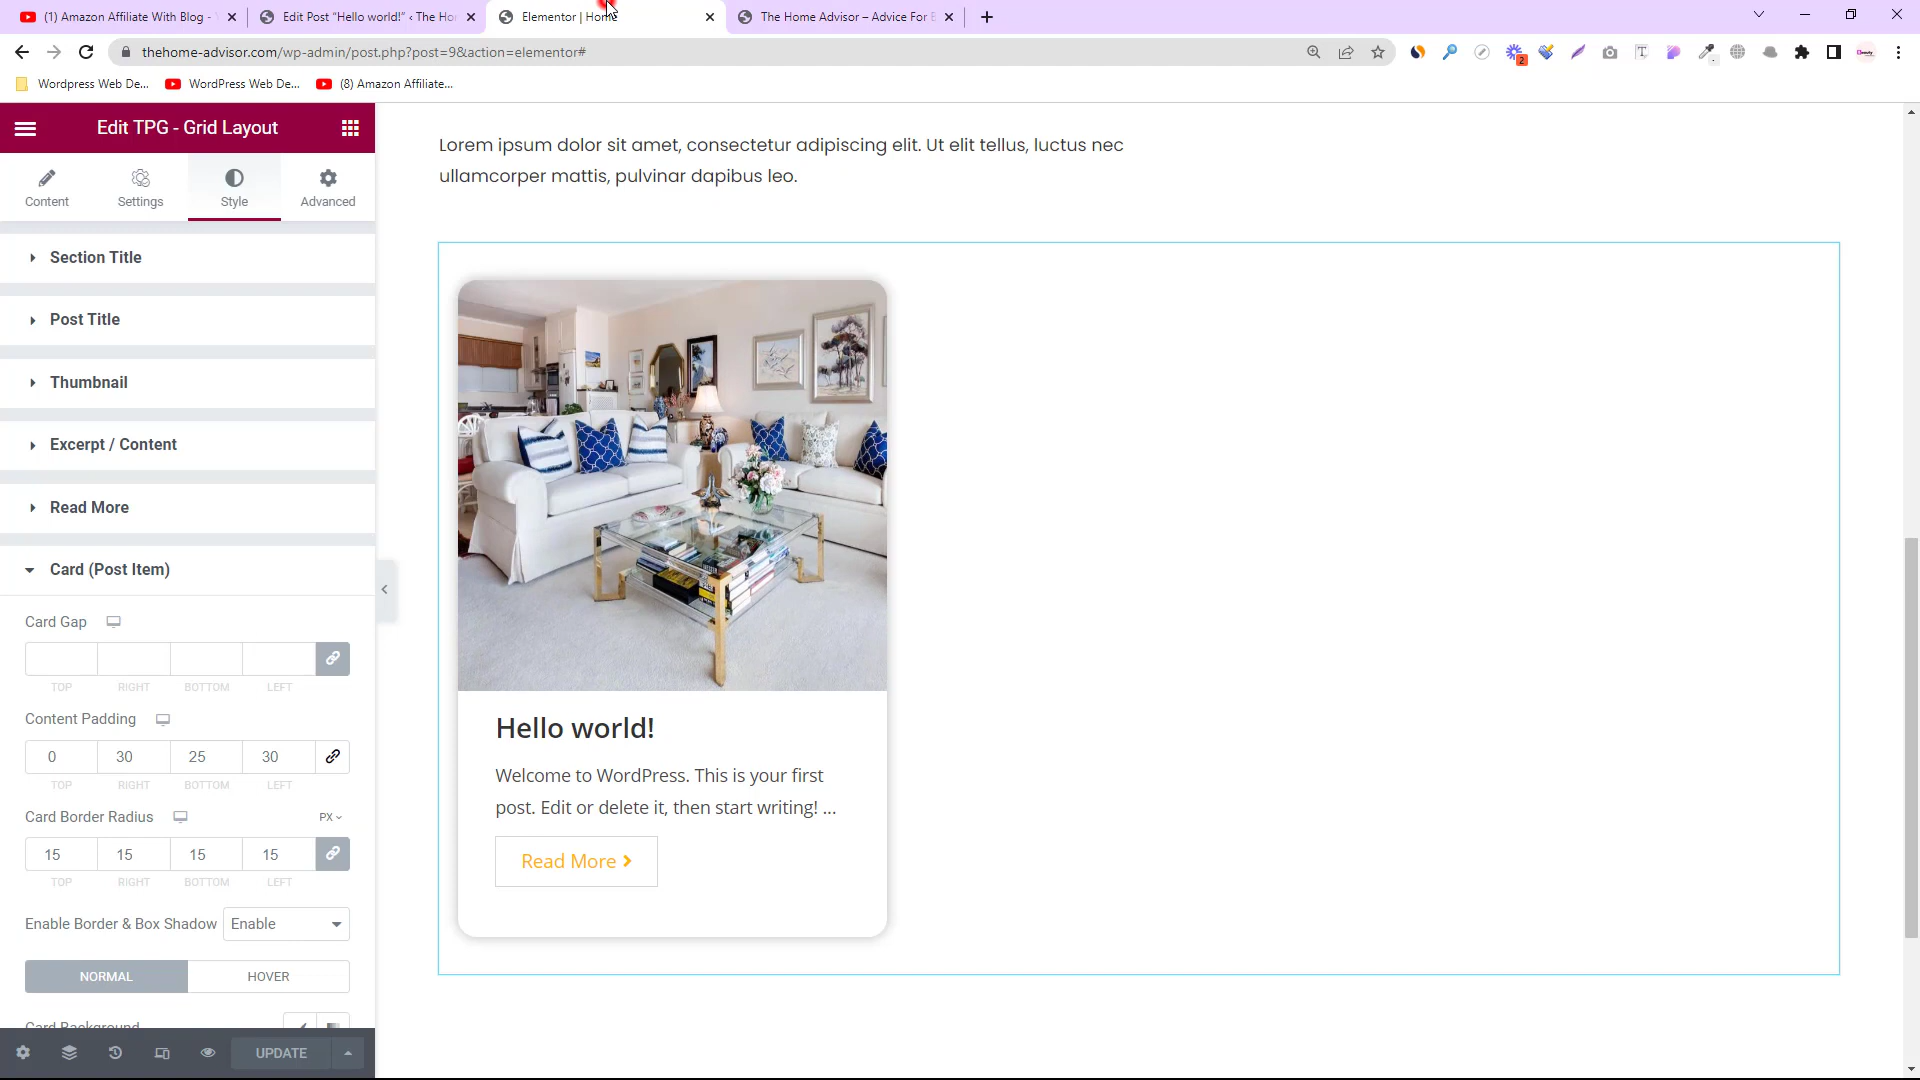 (1) Amazon Affiliate With Blog -
Edit Post “Hello world!” ‹ The Ho
Elementor | Home
The Home Advisor – Advice For E
thehome-advisor.com/wp-admin/post.php?post=9&action=elementor#
2
Wordpress Web De...
WordPress Web De...
(8) Amazon Affiliate...
Edit TPG - Grid Layout
Content
Settings
Style
Advanced
Section Title
Post Title
Thumbnail
Excerpt / Content
Read More
Card (Post Item)
Card Gap
TOP RIGHT BOTTOM LEFT
Content Padding
0 30 25 30
TOP RIGHT BOTTOM LEFT
Card Border Radius PX
15 15 15 15
TOP RIGHT BOTTOM LEFT
Enable Border & Box Shadow Enable
NORMAL HOVER
Card Background
UPDATE
Lorem ipsum dolor sit amet, consectetur adipiscing elit. Ut elit tellus, luctus nec
ullamcorper mattis, pulvinar dapibus leo.
Hello world!
Welcome to WordPress. This is your first
post. Edit or delete it, then start writing! ...
Read More